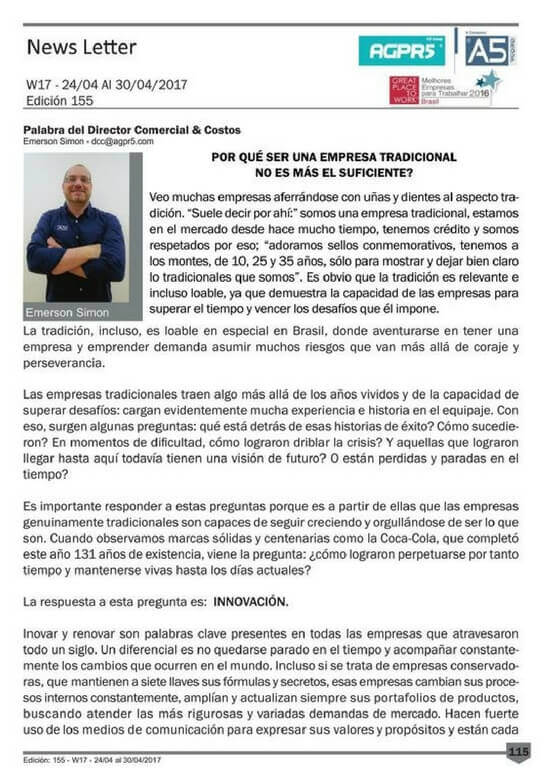 News Letter
AGPR5
A5
W17 - 24/04 Al 30/04/2017
Edición 155
GREAT
PLACE
TO
WORK®
Melhores
Empresas
para Trabalhar 2016
Brasil
Palabra del Director Comercial & Costos
Emerson Simon - dcc@agpr5.com
POR QUÉ SER UNA EMPRESA TRADICIONAL
NO ES MÁS EL SUFICIENTE?
Veo muchas empresas aferrándose con uñas y dientes al aspecto tra-
dición. “Suele decir por ahí:” somos una empresa tradicional, estamos
en el mercado desde hace mucho tiempo, tenemos crédito y somos
respetados por eso; “adoramos sellos conmemorativos, tenemos a
los montes, de 10, 25 y 35 años, sólo para mostrar y dejar bien claro
lo tradicionales que somos”. Es obvio que la tradición es relevante e
incluso loable, ya que demuestra la capacidad de las empresas para
superar el tiempo y vencer los desafíos que él impone.
Emerson Simon
La tradición, incluso, es loable en especial en Brasil, donde aventurarse en tener una
empresa y emprender demanda asumir muchos riesgos que van más allá de coraje y
perseverancia.
Las empresas tradicionales traen algo más allá de los años vividos y de la capacidad de
superar desafíos: cargan evidentemente mucha experiencia e historia en el equipaje. Con
eso, surgen algunas preguntas: qué está detrás de esas historias de éxito? Cómo sucedie-
ron? En momentos de dificultad, cómo lograron driblar la crisis? Y aquellas que lograron
llegar hasta aquí todavía tienen una visión de futuro? O están perdidas y paradas en el
tiempo?
Es importante responder a estas preguntas porque es a partir de ellas que las empresas
genuinamente tradicionales son capaces de seguir creciendo y orgullándose de ser lo que
son. Cuando observamos marcas sólidas y centenarias como la Coca-Cola, que completó
este año 131 años de existencia, viene la pregunta: ¿cómo lograron perpetuarse por tanto
tiempo y mantenerse vivas hasta los días actuales?
La respuesta a esta pregunta es: INNOVACIÓN.
Inovar y renovar son palabras clave presentes en todas las empresas que atravesaron
todo un siglo. Un diferencial es no quedarse parado en el tiempo y acompañar constante-
mente los cambios que ocurren en el mundo. Incluso si se trata de empresas conservado-
ras, que mantienen a siete llaves sus fórmulas y secretos, esas empresas cambian sus proce-
sos internos constantemente, amplían y actualizan siempre sus portafolios de productos,
buscando atender las más rigurosas y variadas demandas de mercado. Hacen fuerte
uso de los medios de comunicación para expresar sus valores y propósitos y están cada
115
Edición: 155 - W17 - 24/04 al 30/04/2017